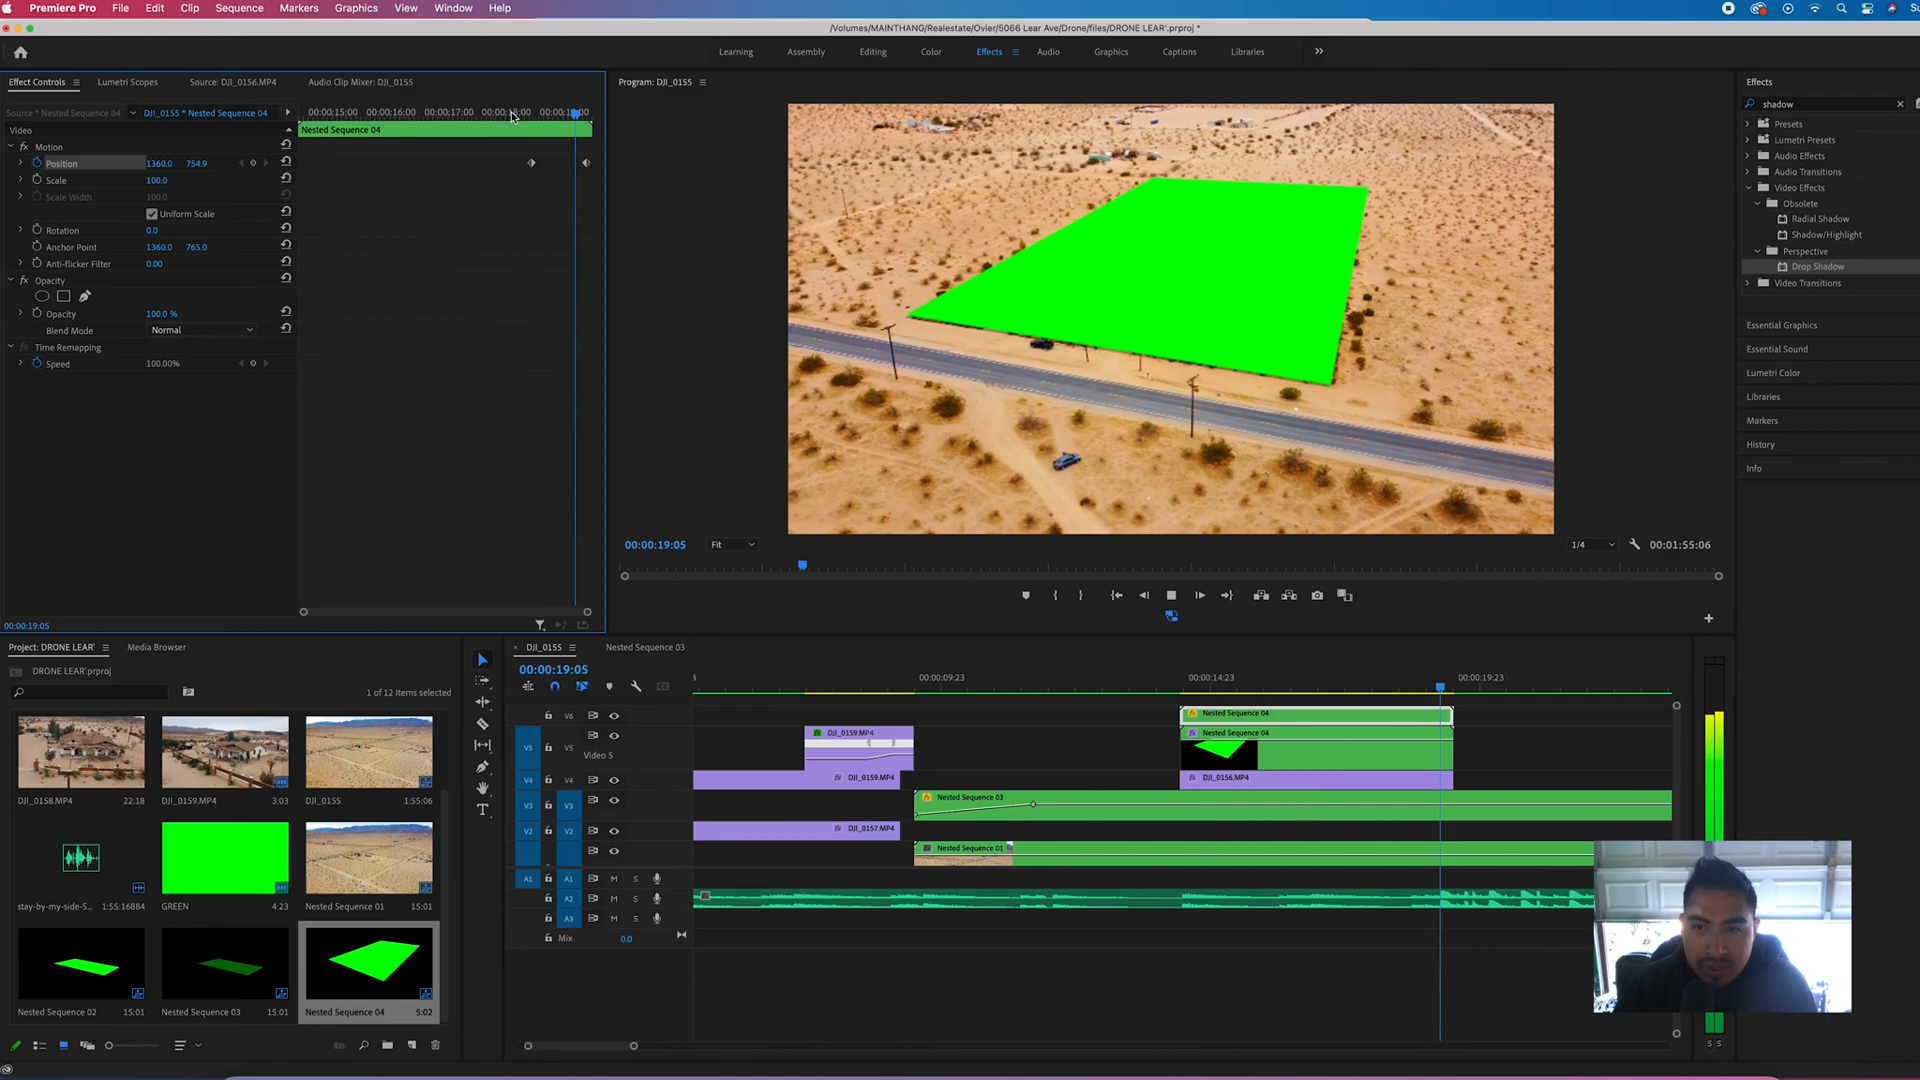 Premiere Pro File Edit Clip Sequence Markers Graphics View Window Help
/Volumes/MAINTHANG/Realestate/Ovier/5066 Lear Ave/Drone/files/DRONE LEAR'.prproj *
Learning Assembly Editing Color Effects Audio Graphics Captions Libraries
Effect Controls Lumetri Scopes Source: DJI_0156.MP4 Audio Clip Mixer: DJI_0155
Source * Nested Sequence 04 DJI_0155 * Nested Sequence 04 00:00:15:00 00:00:16:00 00:00:17:00
Video Nested Sequence 04
Motion
Position 1360.0 754.9
Scale 100.0
Scale Width 100.0
Uniform Scale
Rotation 0.0
Anchor Point 1360.0 765.0
Anti-flicker Filter 0.00
Opacity
Opacity 100.0 %
Blend Mode Normal
Time Remapping
Speed 100.00%
00:00:19:05
Program: DJI_0155
00:00:19:05 Fit 1/4 00:01:55:06
Effects
shadow
Presets
Lumetri Presets
Audio Effects
Audio Transitions
Video Effects
Obsolete
Radial Shadow
Shadow/Highlight
Perspective
Drop Shadow
Video Transitions
Essential Graphics
Essential Sound
Lumetri Color
Libraries
Markers
History
Info
Project: DRONE LEAR' Media Browser
DRONE LEAR'.prproj
1 of 12 items selected
DJI_0158.MP4 22:18 DJI_0159.MP4 3:03 DJI_0155 1:55:06
stay-by-my-side-S... 1:55:16884 GREEN 4:23 Nested Sequence 01 15:01
Nested Sequence 02 15:01 Nested Sequence 03 15:01 Nested Sequence 04 5:02
DJI_0155 Nested Sequence 03
00:00:19:05
00:00:09:23 00:00:14:23 00:00:19:23
V6 Nested Sequence 04
V5 V5 DJI_0159.MP4 Nested Sequence 04
Video 5
V4 V4 DJI_0159.MP4 DJI_0156.MP4
V3 V3 Nested Sequence 03
V2 V2 DJI_0157.MP4
Nested Sequence 01
A1 A1 M S
A2 M S
A3 M S
Mix 0.0
S S